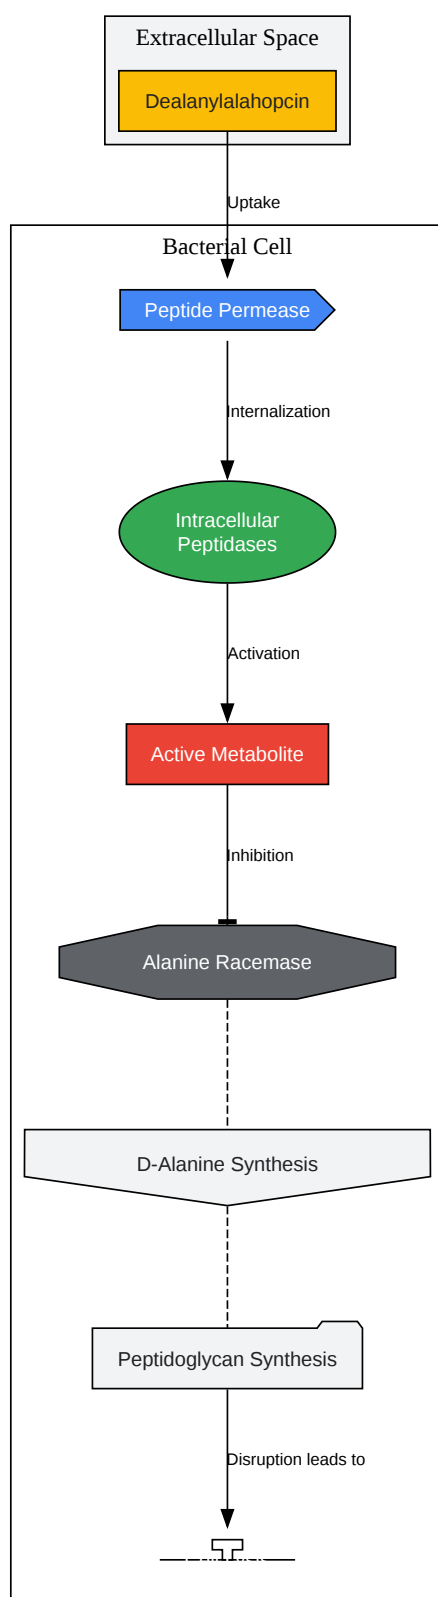 Extracellular Space
Dealanylalahopcin
Uptake
Bacterial Cell
Peptide Permease
Internalization
Intracellular
Peptidases
Activation
Active Metabolite
Inhibition
Alanine Racemase
D-Alanine Synthesis
Peptidoglycan Synthesis
Disruption leads to